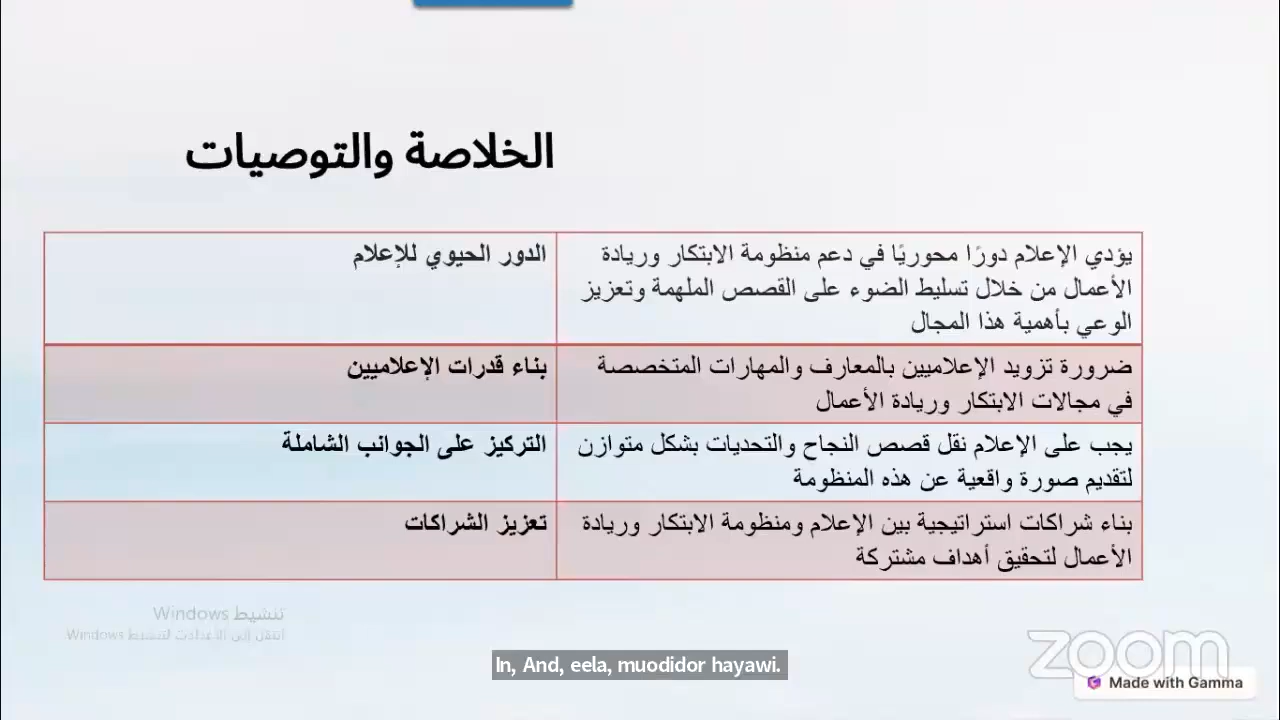 الخلاصة والتوصيات
يؤدي الإعلام دورًا محوريًا في دعم منظومة الابتكار وريادة
الأعمال من خلال تسليط الضوء على القصص الملهمة وتعزيز
الوعي بأهمية هذا المجال
الدور الحيوي للإعلام
ضرورة تزويد الإعلاميين بالمعارف والمهارات المتخصصة
في مجالات الابتكار وريادة الأعمال
بناء قدرات الإعلاميين
يجب على الإعلام نقل قصص النجاح والتحديات بشكل متوازن
لتقديم صورة واقعية عن هذه المنظومة
التركيز على الجوانب الشاملة
بناء شراكات استراتيجية بين الإعلام ومنظومة الابتكار وريادة
الأعمال لتحقيق أهداف مشتركة
تعزيز الشراكات
تنشيط Windows
انتقل إلى الإعدادات لتنشيط Windows
zoom
Made with Gamma
In, And, eela, muodidor hayawi.